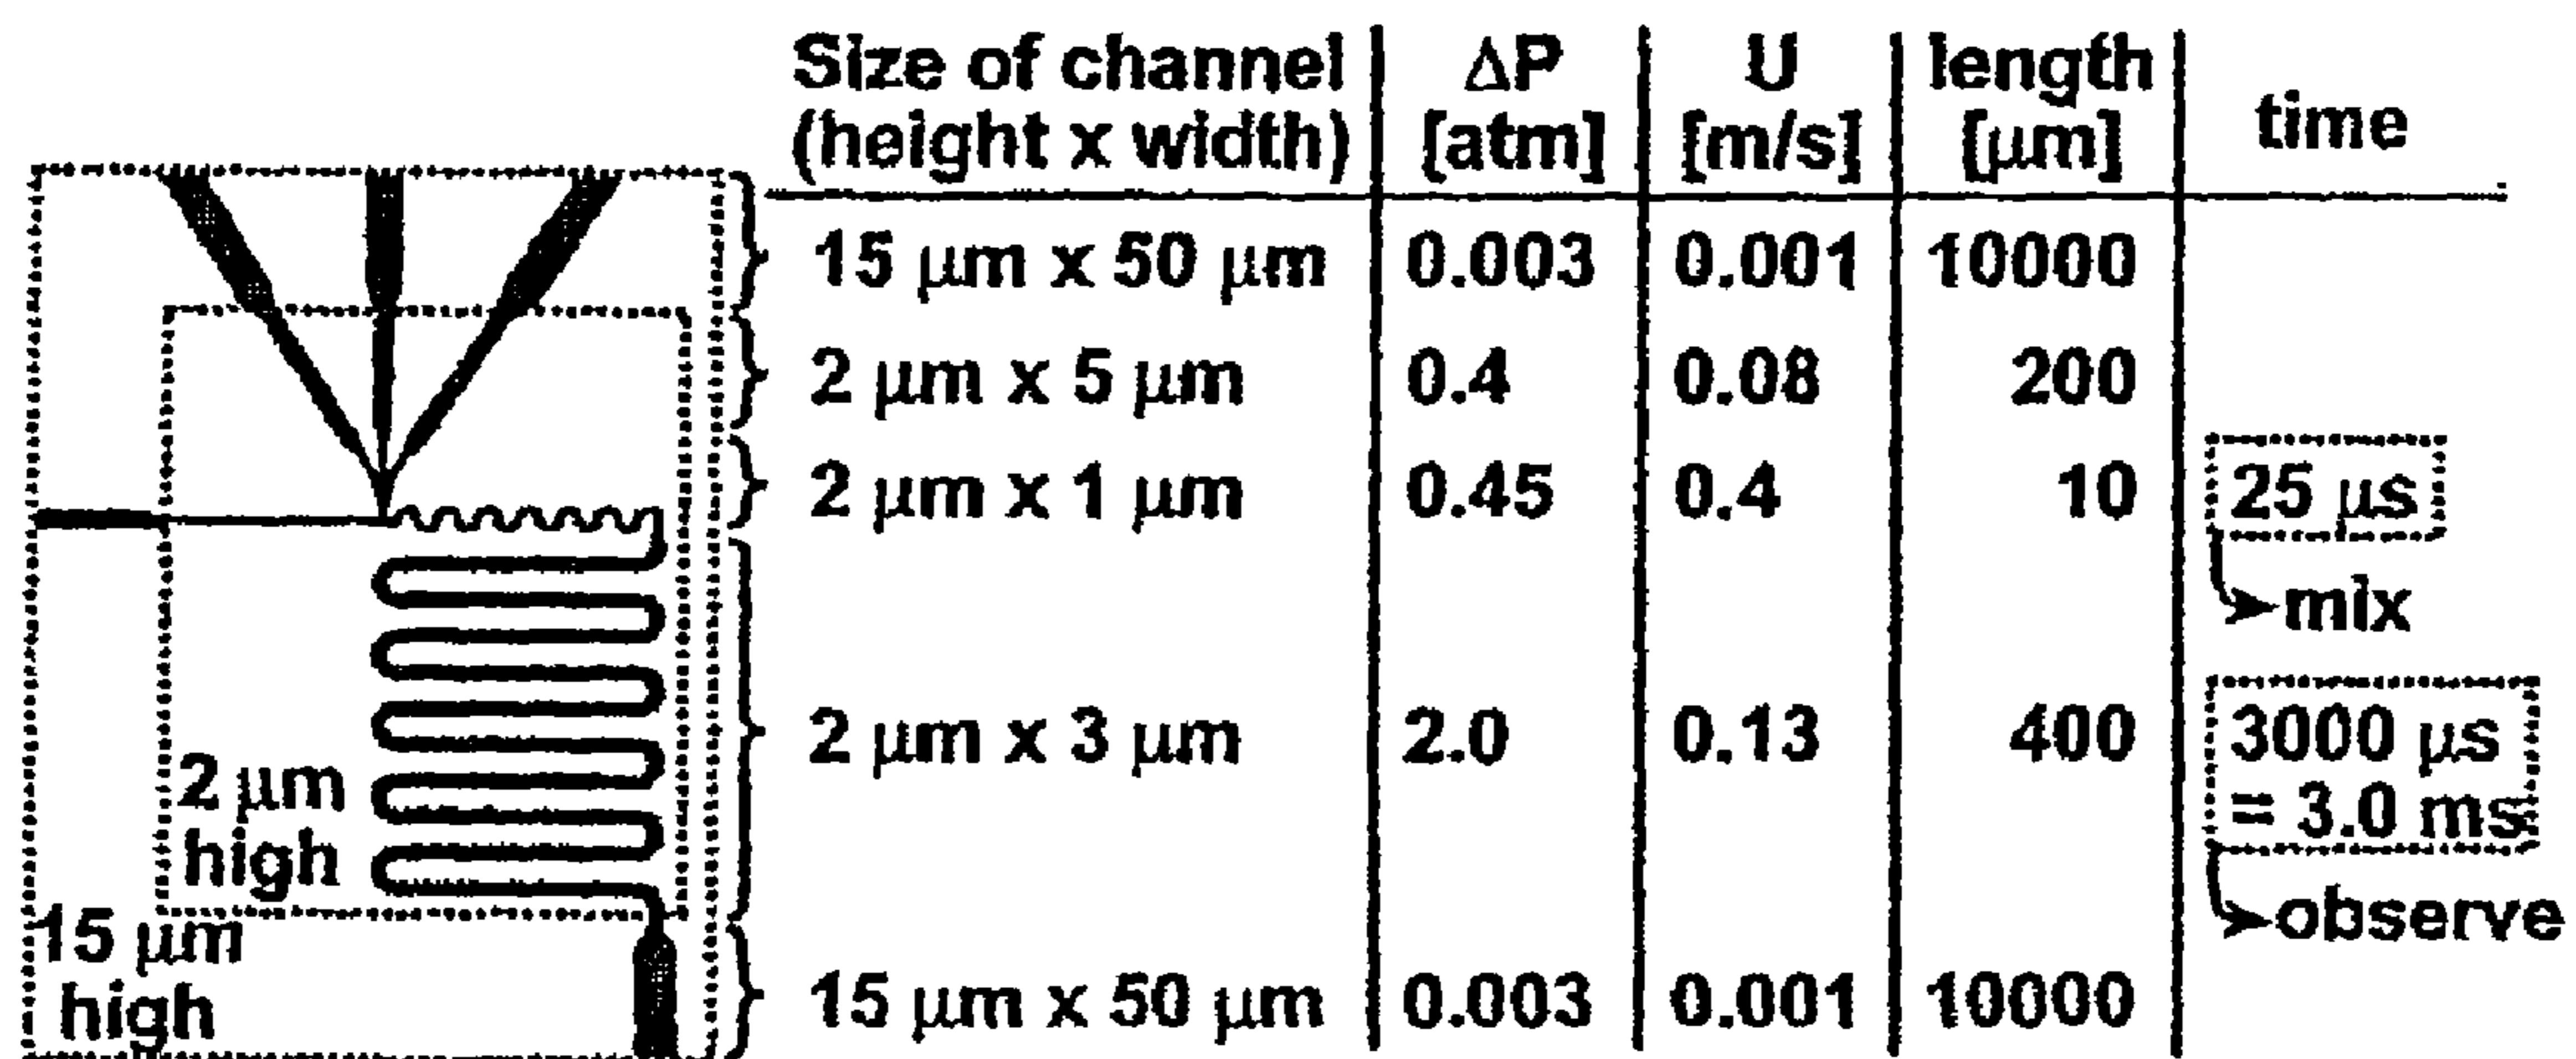 Size of channel (height x width) | ΔP [atm] | U [m/s] | length [μm] | time
15 μm x 50 μm | 0.003 | 0.001 | 10000
2 μm x 5 μm | 0.4 | 0.08 | 200
2 μm x 1 μm | 0.45 | 0.4 | 10 | 25 μs
mix
2 μm x 3 μm | 2.0 | 0.13 | 400 | 3000 μs = 3.0 ms
observe
15 μm x 50 μm | 0.003 | 0.001 | 10000
2 μm
high
15 μm
high